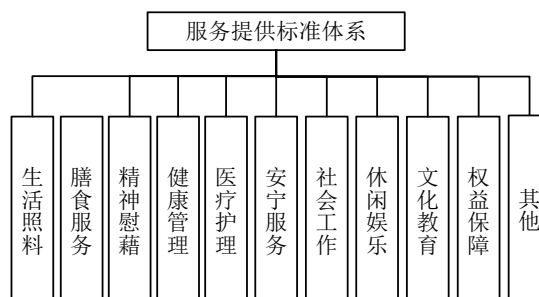 服务提供标准体系
生活照料
膳食服务
精神慰藉
健康管理
医疗护理
安宁服务
社会工作
休闲娱乐
文化教育
权益保障
其他